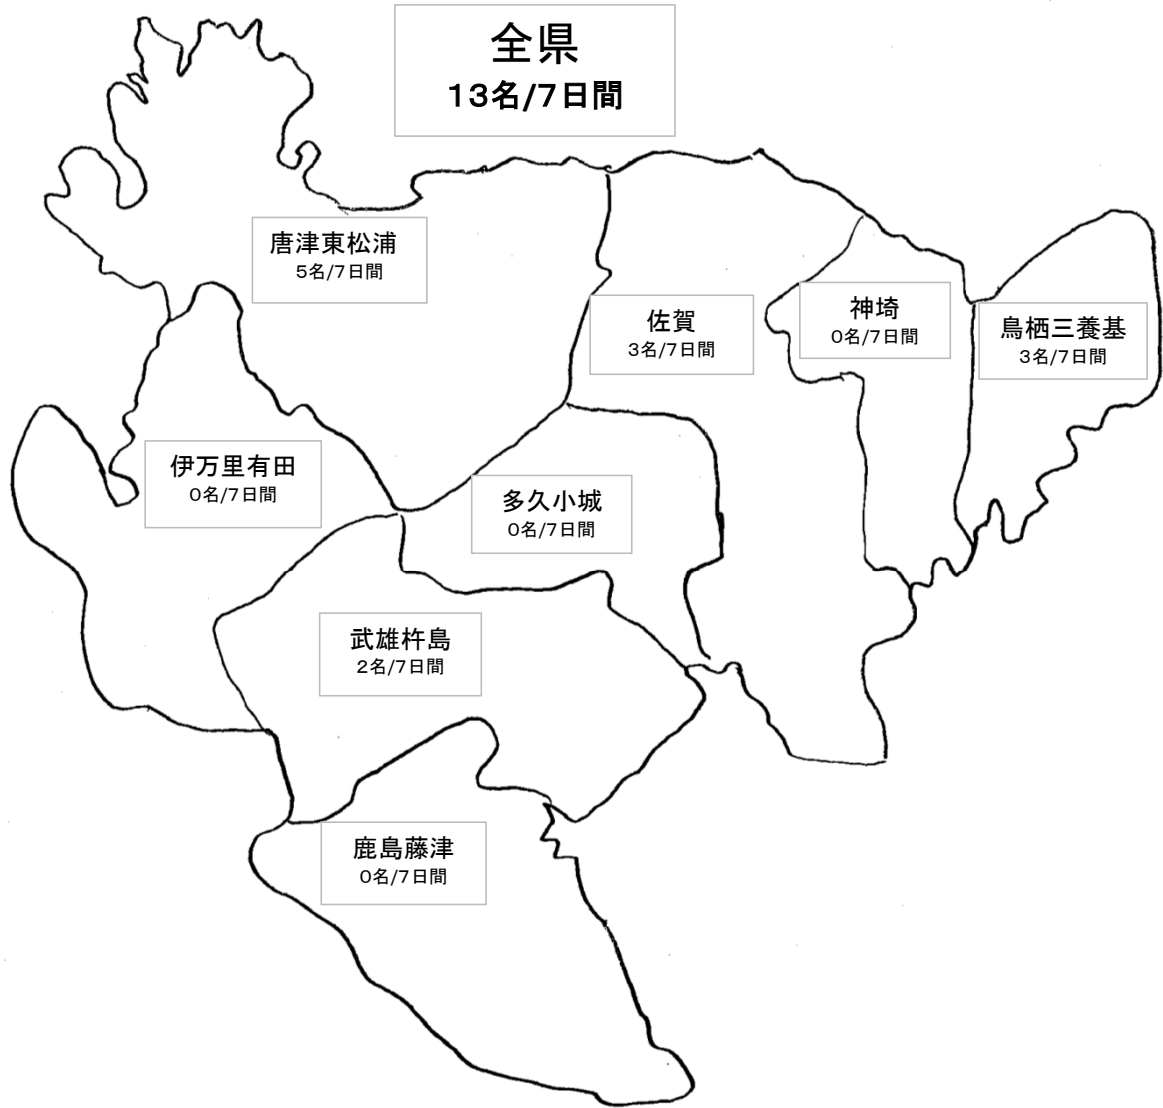 全県
13名/7日間
唐津東松浦
5名/7日間
佐賀
3名/7日間
神埼
0名/7日間
鳥栖三養基
3名/7日間
伊万里有田
0名/7日間
多久小城
0名/7日間
武雄杵島
2名/7日間
鹿島藤津
0名/7日間